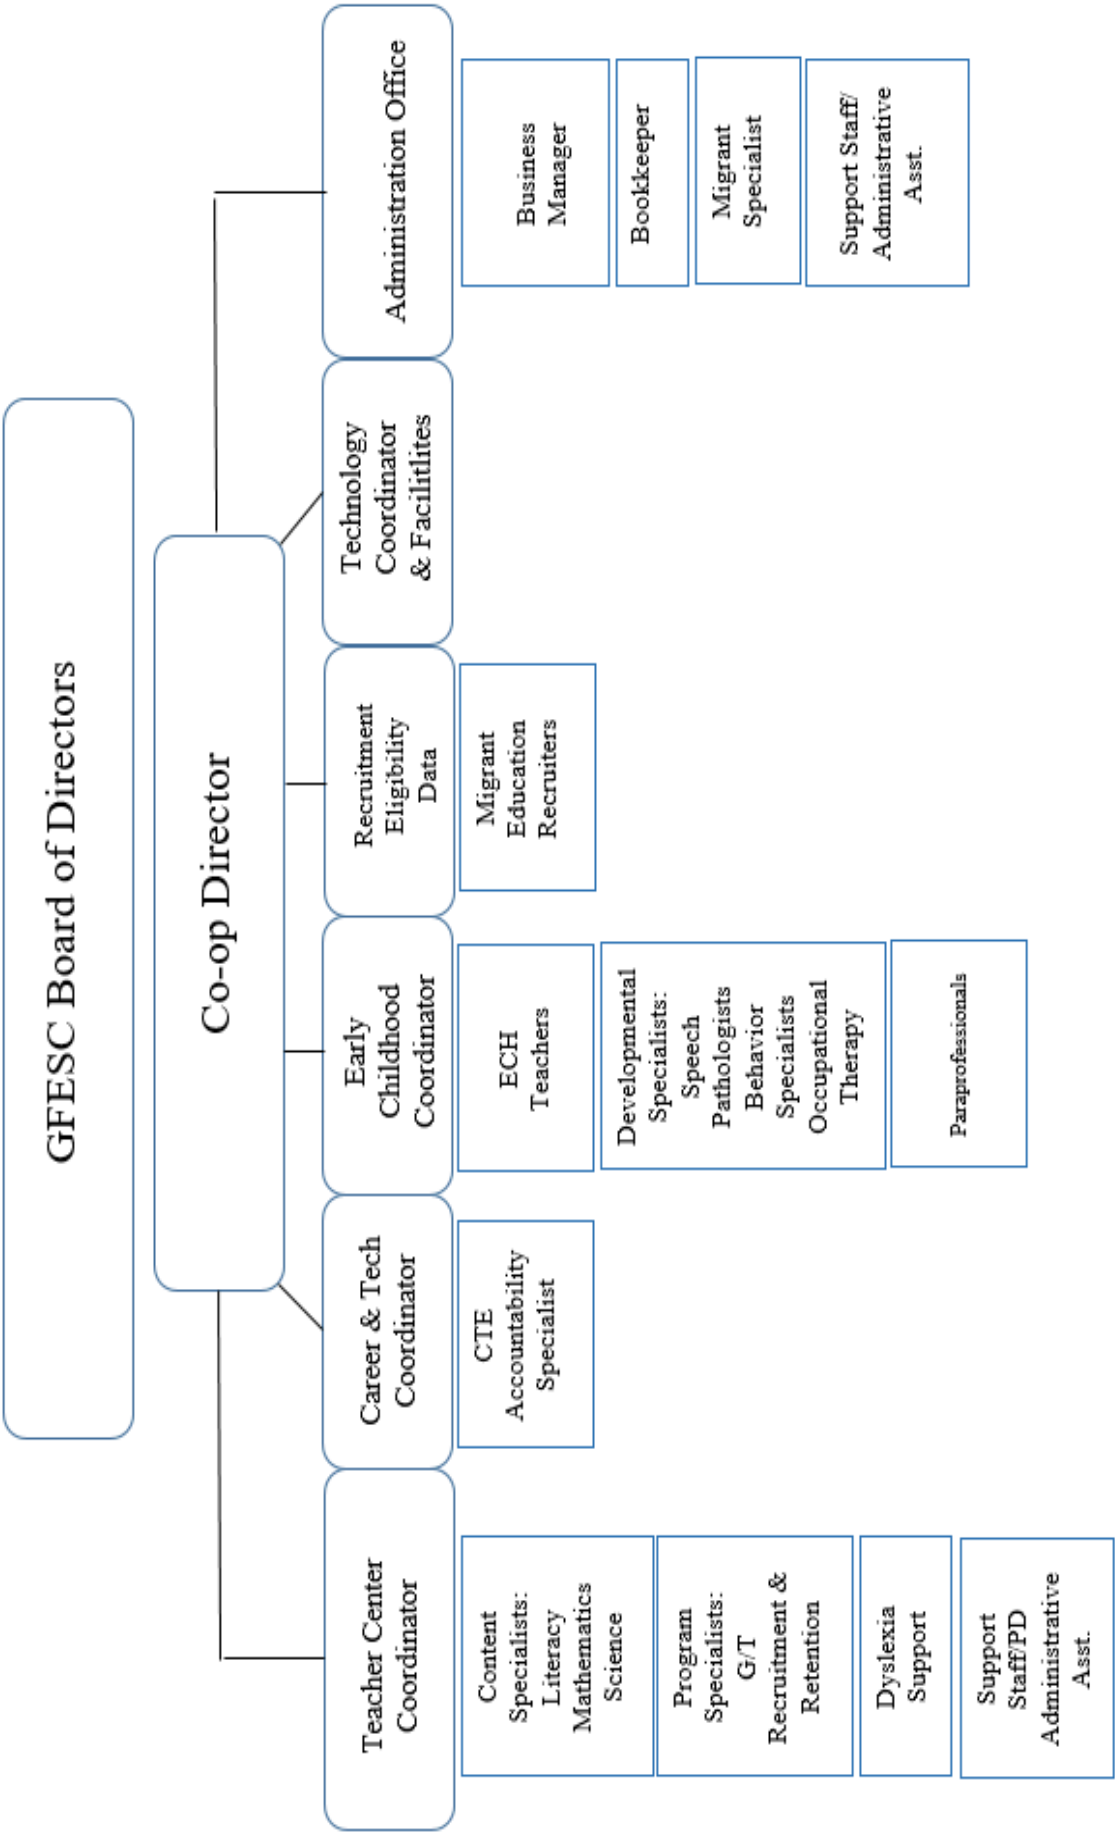 GFESC Board of Directors
Co-op Director
Teacher Center
Coordinator
Career & Tech
Coordinator
Early
Childhood
Coordinator
Recruitment
Eligibility
Data
Technology
Coordinator
& Facilitlites
Administration Office
Content
Specialists:
Literacy
Mathematics
Science
Program
Specialists:
G/T
Recruitment &
Retention
Dyslexia
Support
Support
Staff/PD
Administrative
Asst.
CTE
Accountability
Specialist
ECH
Teachers
Developmental
Specialists:
Speech
Pathologists
Behavior
Specialists
Occupational
Therapy
Paraprofessionals
Migrant
Education
Recruiters
Business
Manager
Bookkeeper
Migrant
Specialist
Support Staff/
Administrative
Asst.